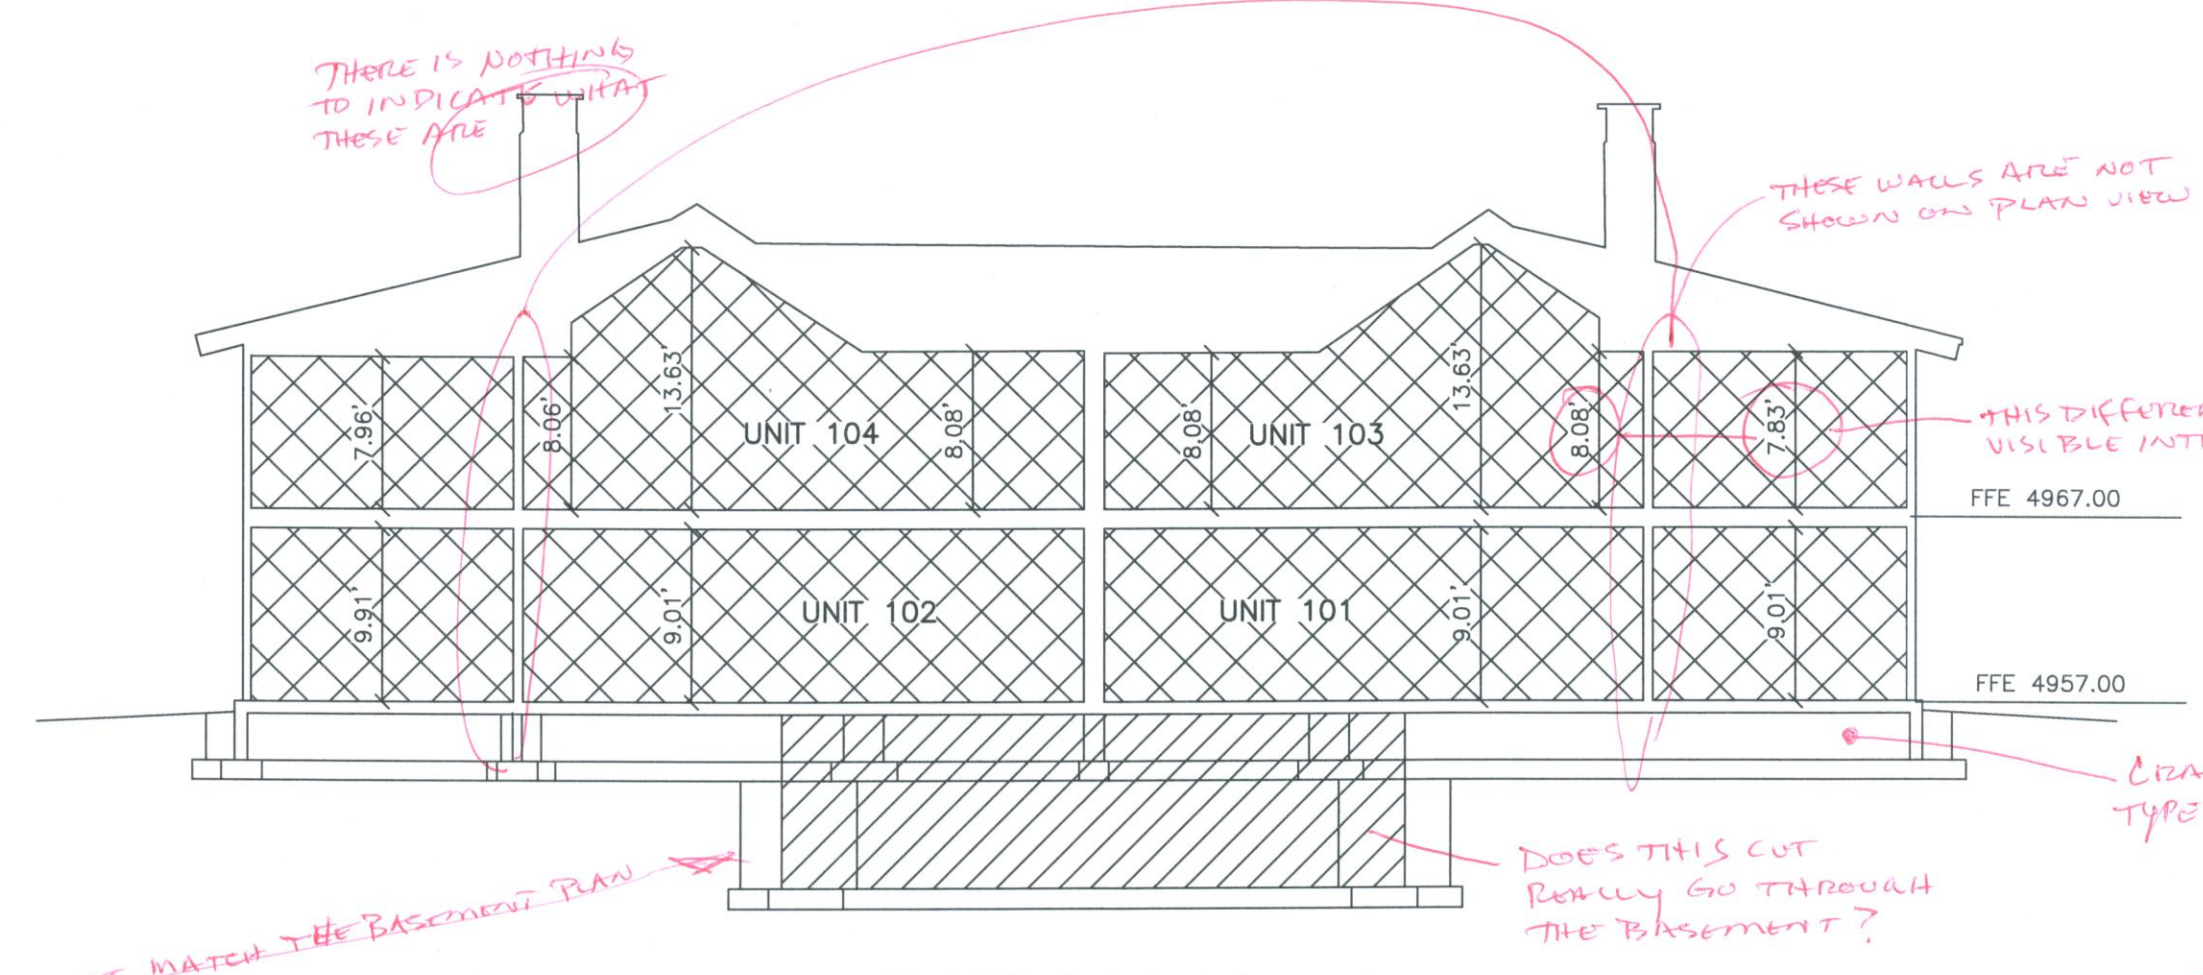 THERE IS NOTHING
TO INDICATE WHAT
THESE ARE
THESE WALLS ARE NOT
SHOWN ON PLAN VIEW
7.96'
8.06'
13.63'
UNIT 104
8.08'
8.08'
UNIT 103
13.63'
8.08'
7.83'
THIS DIFFERE
VISIBLE INT
FFE 4967.00
9.91'
9.01'
UNIT 102
UNIT 101
9.01'
9.01'
FFE 4957.00
CRA
TYPE
DOES THIS CUT
REALLY GO THROUGH
THE BASEMENT?
MATCH THE BASEMENT PLAN